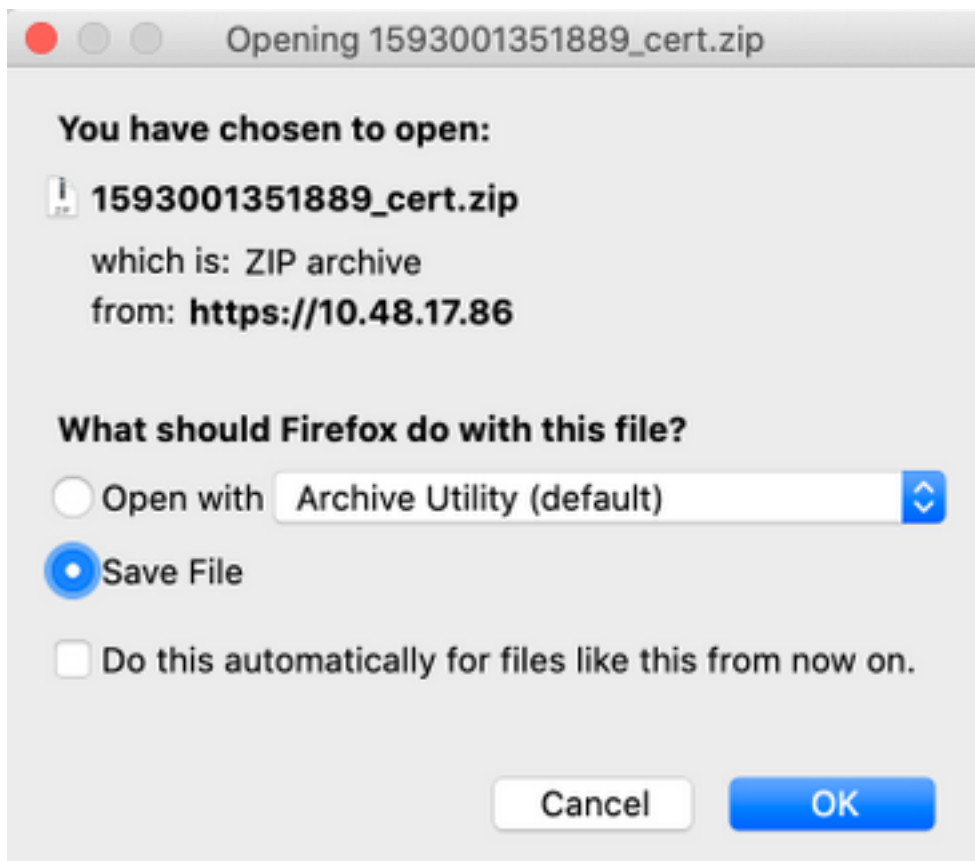 Opening 1593001351889_cert.zip
You have chosen to open:
1593001351889_cert.zip
which is: ZIP archive
from: https://10.48.17.86
What should Firefox do with this file?
Open with Archive Utility (default)
Save File
Do this automatically for files like this from now on.
Cancel OK